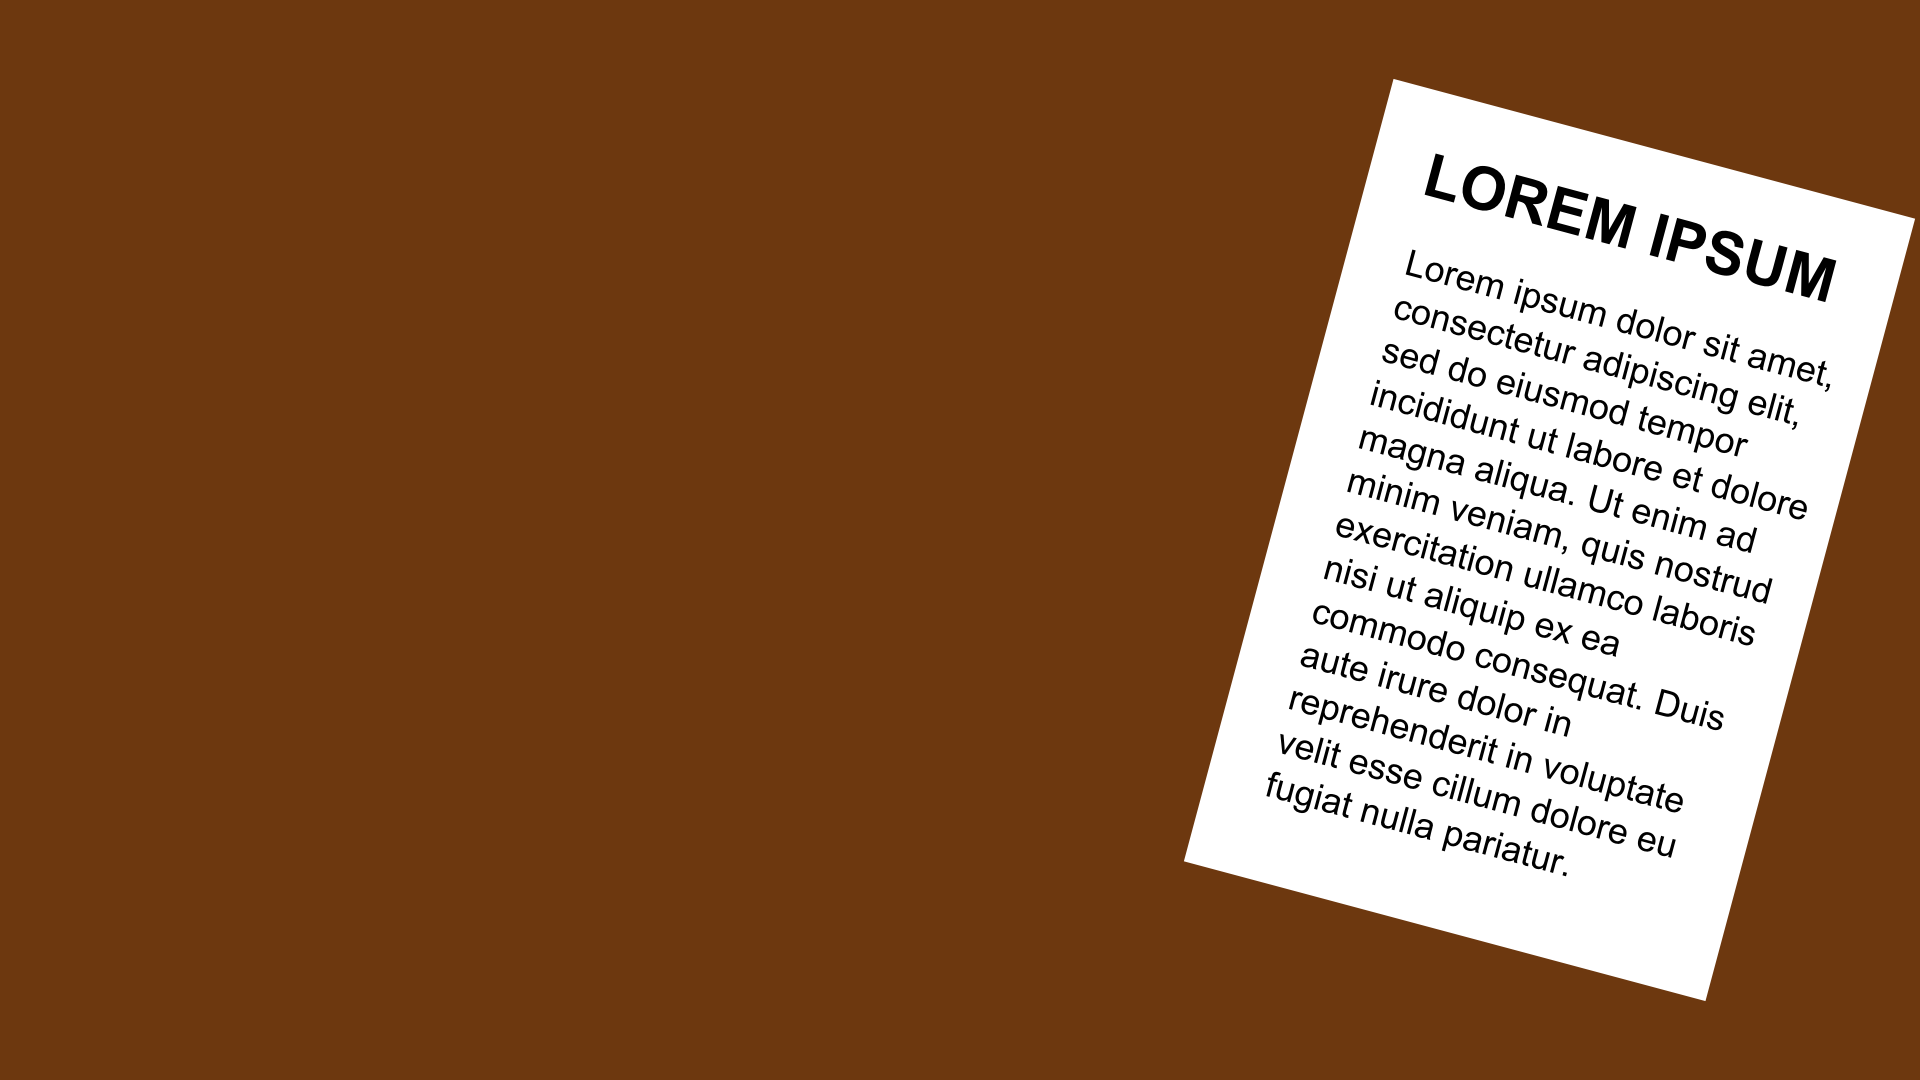 LOREM IPSUM
Lorem ipsum dolor sit amet,
consectetur adipiscing elit,
sed do eiusmod tempor
incididunt ut labore et dolore
magna aliqua. Ut enim ad
minim veniam, quis nostrud
exercitation ullamco laboris
nisi ut aliquip ex ea
commodo consequat. Duis
aute irure dolor in
reprehenderit in voluptate
velit esse cillum dolore eu
fugiat nulla pariatur.